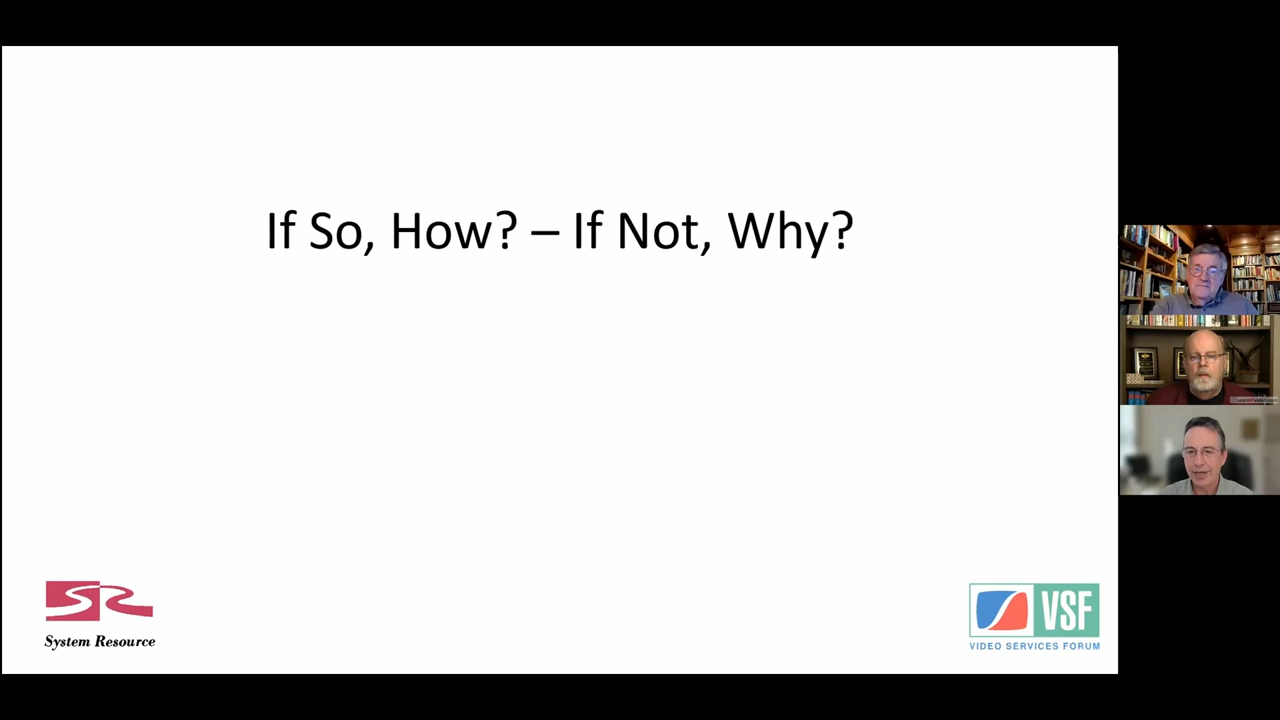 If So, How? – If Not, Why?
System Resource
VSF
VIDEO SERVICES FORUM